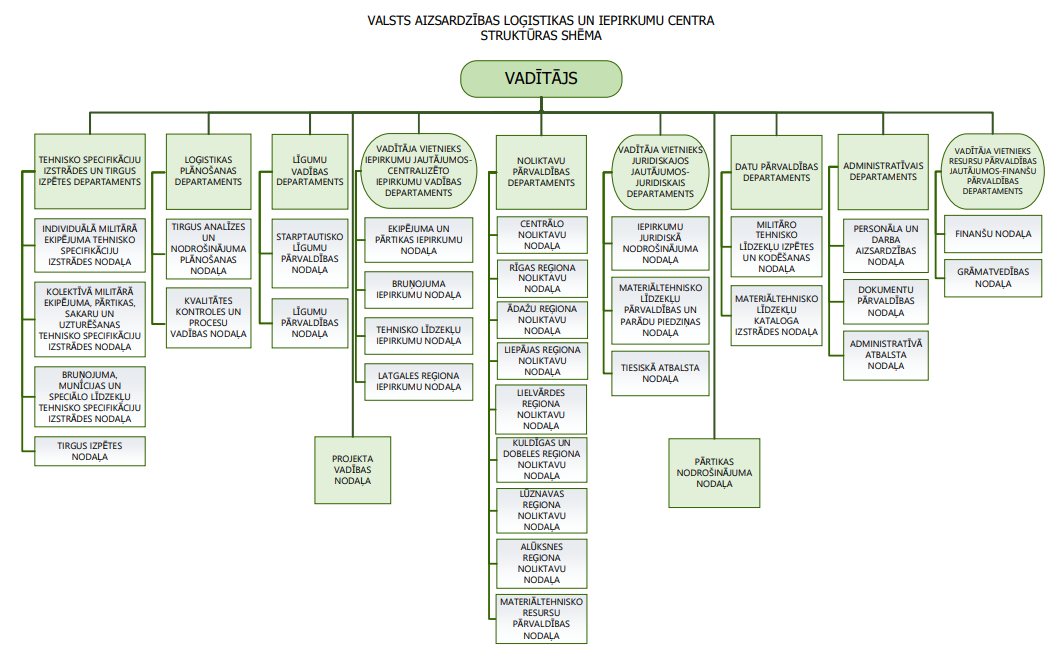 VALSTS AIZSARDZĪBAS LOĢISTIKAS UN IEPIRKUMU CENTRA
STRUKTŪRAS SHĒMA
VADĪTĀJS
TEHNISKO SPECIFIKĀCIJU
IZSTRĀDES UN TIRGUS
IZPĒTES DEPARTAMENTS
INDIVIDUĀLĀ MILITĀRĀ
EKIPĒJUMA TEHNISKO
SPECIFIKĀCIJU
IZSTRĀDES NODAĻA
KOLEKTĪVĀ MILITĀRĀ
EKIPĒJUMA, PĀRTIKAS,
SAKARU UN
UZTURĒŠANAS
TEHNISKO SPECIFIKĀCIJU
IZSTRĀDES NODAĻA
BRUŅOJUMA,
MUNĪCIJAS UN
SPECIĀLO LĪDZEKĻU
TEHNISKO SPECIFIKĀCIJU
IZSTRĀDES NODAĻA
TIRGUS IZPĒTES
NODAĻA
LOĢISTIKAS
PLĀNOŠANAS
DEPARTAMENTS
TIRGUS ANALĪZES
UN
NODROŠINĀJUMA
PLĀNOŠANAS
NODAĻA
KVALITĀTES
KONTROLES UN
PROCESU
VADĪBAS NODAĻA
LĪGUMU
VADĪBAS
DEPARTAMENTS
STARPTAUTISKO
LĪGUMU
PĀRVALDĪBAS
NODAĻA
LĪGUMU
PĀRVALDĪBAS
NODAĻA
PROJEKTA
VADĪBAS
NODAĻA
VADĪTĀJA VIETNIEKS
IEPIRKUMU JAUTĀJUMOS-
CENTRALIZĒTO
IEPIRKUMU VADĪBAS
DEPARTAMENTS
EKIPĒJUMA UN
PĀRTIKAS IEPIRKUMU
NODAĻA
BRUŅOJUMA
IEPIRKUMU NODAĻA
TEHNISKO LĪDZEKĻU
IEPIRKUMU NODAĻA
LATGALES REĢIONA
IEPIRKUMU NODAĻA
NOLIKTAVU
PĀRVALDĪBAS
DEPARTAMENTS
CENTRĀLO
NOLIKTAVU
NODAĻA
RĪGAS REĢIONA
NOLIKTAVU
NODAĻA
ĀDAŽU REĢIONA
NOLIKTAVU
NODAĻA
LIEPĀJAS REĢIONA
NOLIKTAVU
NODAĻA
LIELVĀRDES
REĢIONA
NOLIKTAVU
NODAĻA
KULDĪGAS UN
DOBELES REĢIONA
NOLIKTAVU
NODAĻA
LŪZNAVAS
REĢIONA
NOLIKTAVU
NODAĻA
ALŪKSNES
REĢIONA
NOLIKTAVU
NODAĻA
MATERIĀLTEHNISKO
RESURSU
PĀRVALDĪBAS
NODAĻA
VADĪTĀJA VIETNIEKS
JURIDISKAJOS
JAUTĀJUMOS-
JURIDISKAIS
DEPARTAMENTS
IEPIRKUMU
JURIDISKĀ
NODROŠINĀJUMA
NODAĻA
MATERIĀLTEHNISKO
LĪDZEKĻU
PĀRVALDĪBAS UN
PARĀDU PIEDZIŅAS
NODAĻA
TIESISKĀ ATBALSTA
NODAĻA
PĀRTIKAS
NODROŠINĀJUMA
NODAĻA
DATU PĀRVALDĪBAS
DEPARTAMENTS
MILITĀRO
TEHNISKO
LĪDZEKĻU IZPĒTES
UN KODĒŠANAS
NODAĻA
MATERIĀLTEHNISKO
LĪDZEKĻU
KATALOGA
IZSTRĀDES NODAĻA
ADMINISTRATĪVAIS
DEPARTAMENTS
PERSONĀLA UN
DARBA
AIZSARDZĪBAS
NODAĻA
DOKUMENTU
PĀRVALDĪBAS
NODAĻA
ADMINISTRATĪVĀ
ATBALSTA
NODAĻA
VADĪTĀJA VIETNIEKS
RESURSU PĀRVALDĪBAS
JAUTĀJUMOS-FINANŠU
PĀRVALDĪBAS
DEPARTAMENTS
FINANŠU NODAĻA
GRĀMATVEDĪBAS
NODAĻA